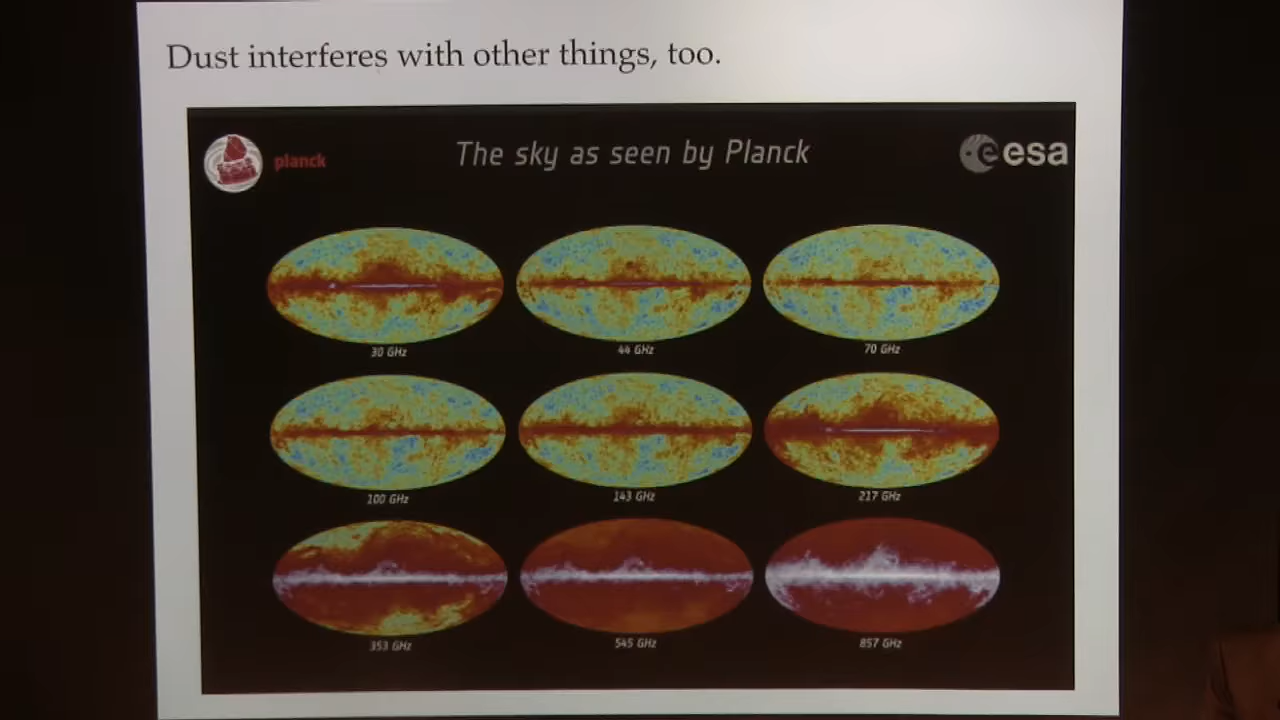 Dust interferes with other things, too.
planck
The sky as seen by Planck
esa
30 GHz
44 GHz
70 GHz
100 GHz
143 GHz
217 GHz
353 GHz
545 GHz
857 GHz